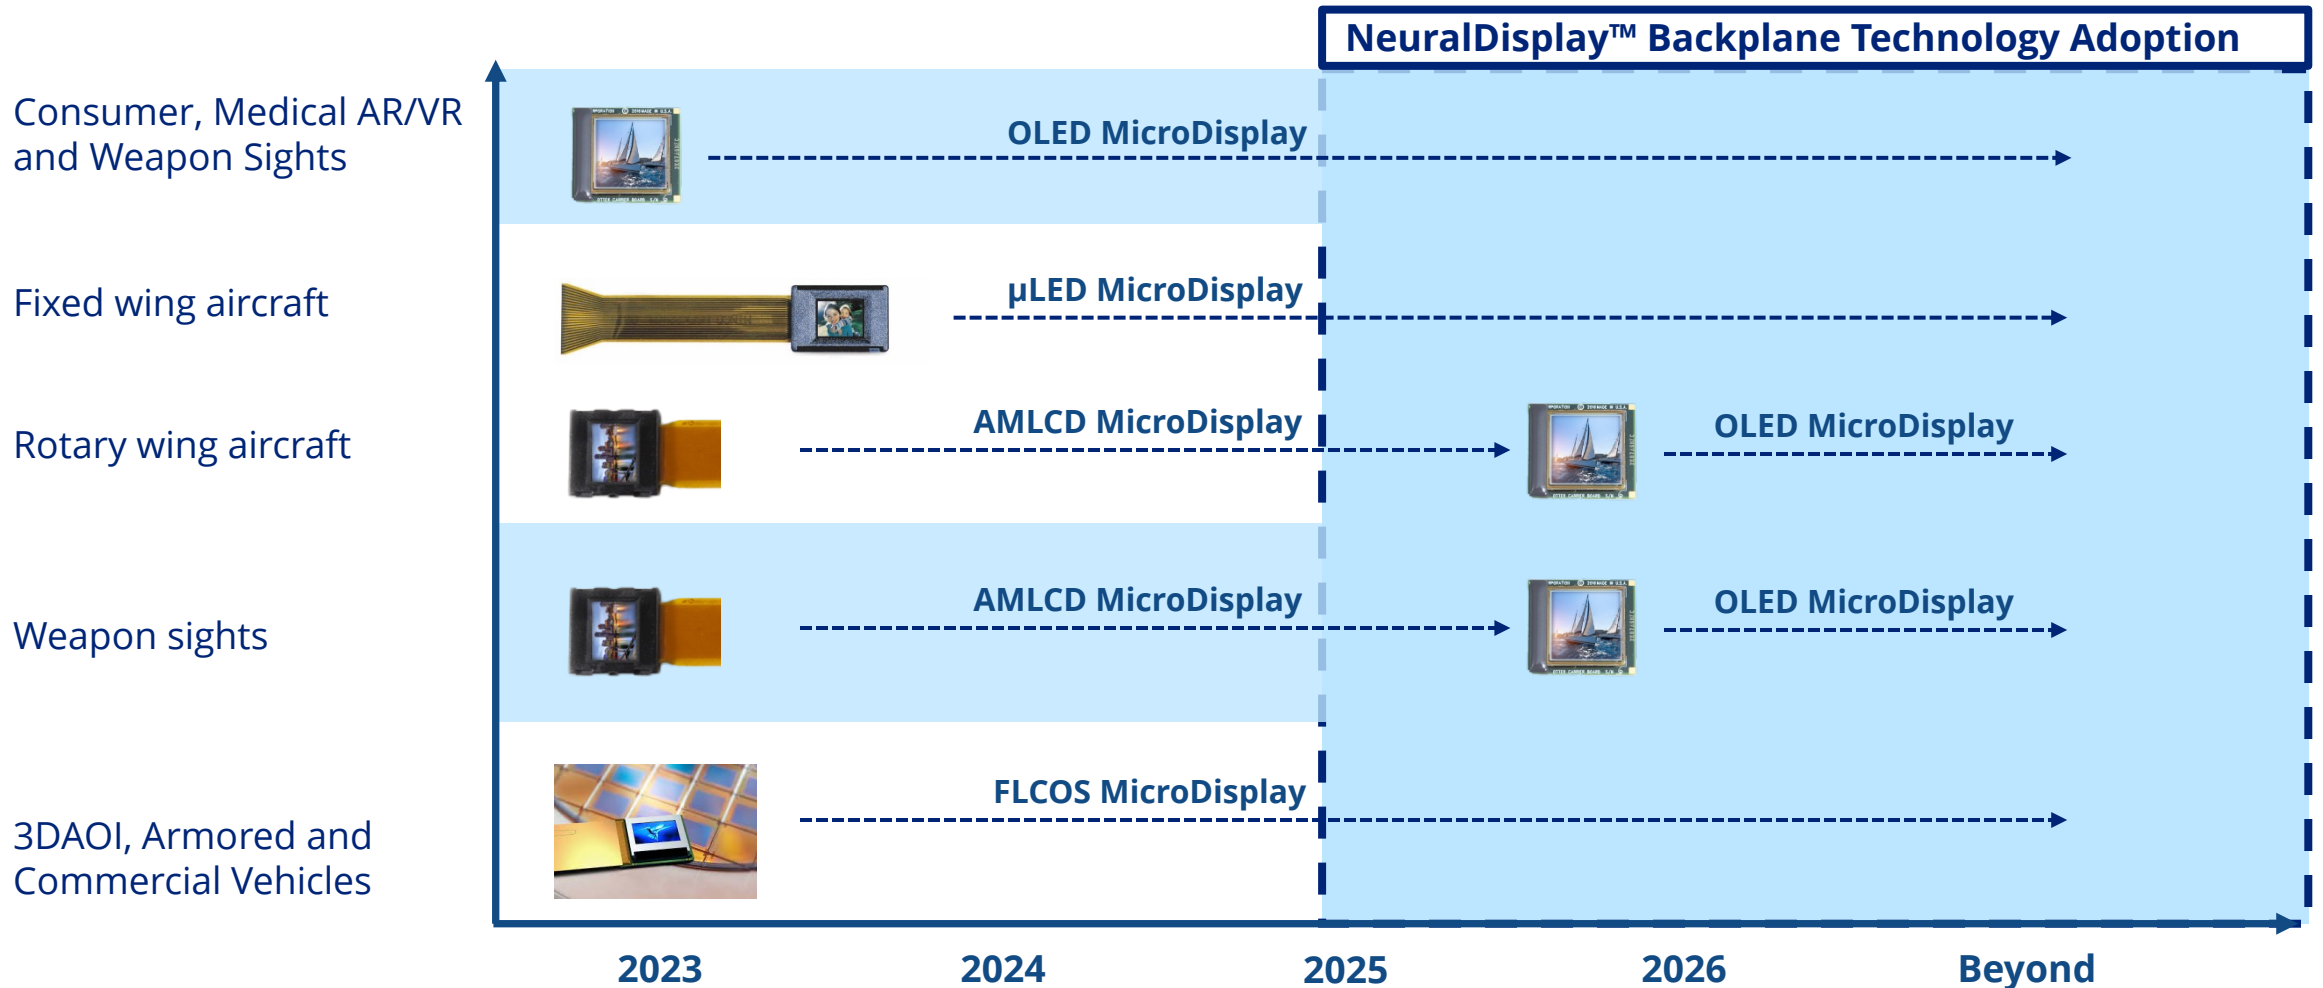 NeuralDisplay™ Backplane Technology Adoption
Consumer, Medical AR/VR
and Weapon Sights
OLED MicroDisplay
Fixed wing aircraft
µLED MicroDisplay
Rotary wing aircraft
AMLCD MicroDisplay
OLED MicroDisplay
Weapon sights
AMLCD MicroDisplay
OLED MicroDisplay
3DAOI, Armored and
Commercial Vehicles
FLCOS MicroDisplay
2023
2024
2025
2026
Beyond